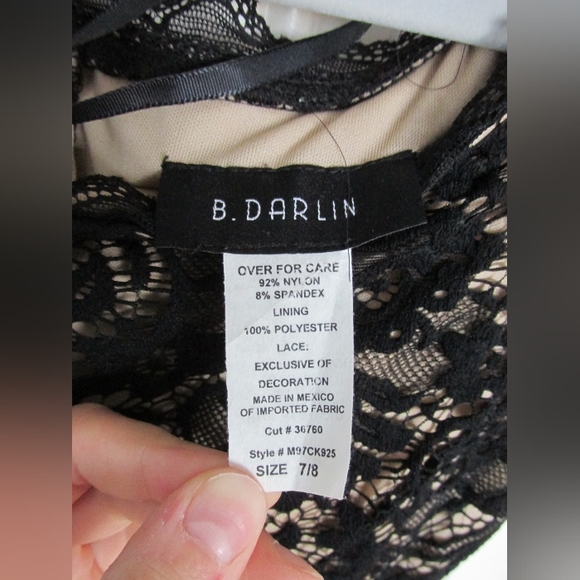 B. DARLIN
OVER FOR CARE
92% NYLON
8% SPANDEX
LINING
100% POLYESTER
LACE:
EXCLUSIVE OF
DECORATION
MADE IN MEXICO
OF IMPORTED FABRIC
Cut # 36760
Style # M97CK925
SIZE 7/8